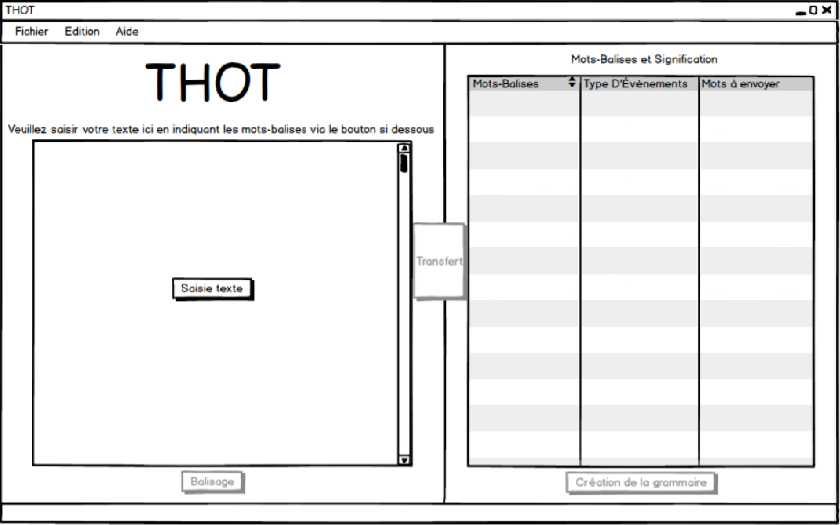 THOT
Fichier Edition Aide
THOT
Veuillez saisir votre texte ici en indiquant les mots-balises via le bouton si dessous
Saisie texte
Balisage
Transfert
Mots-Balises et Signification
Mots-Balises Type D'Événements Mots à envoyer
Création de la grammaire